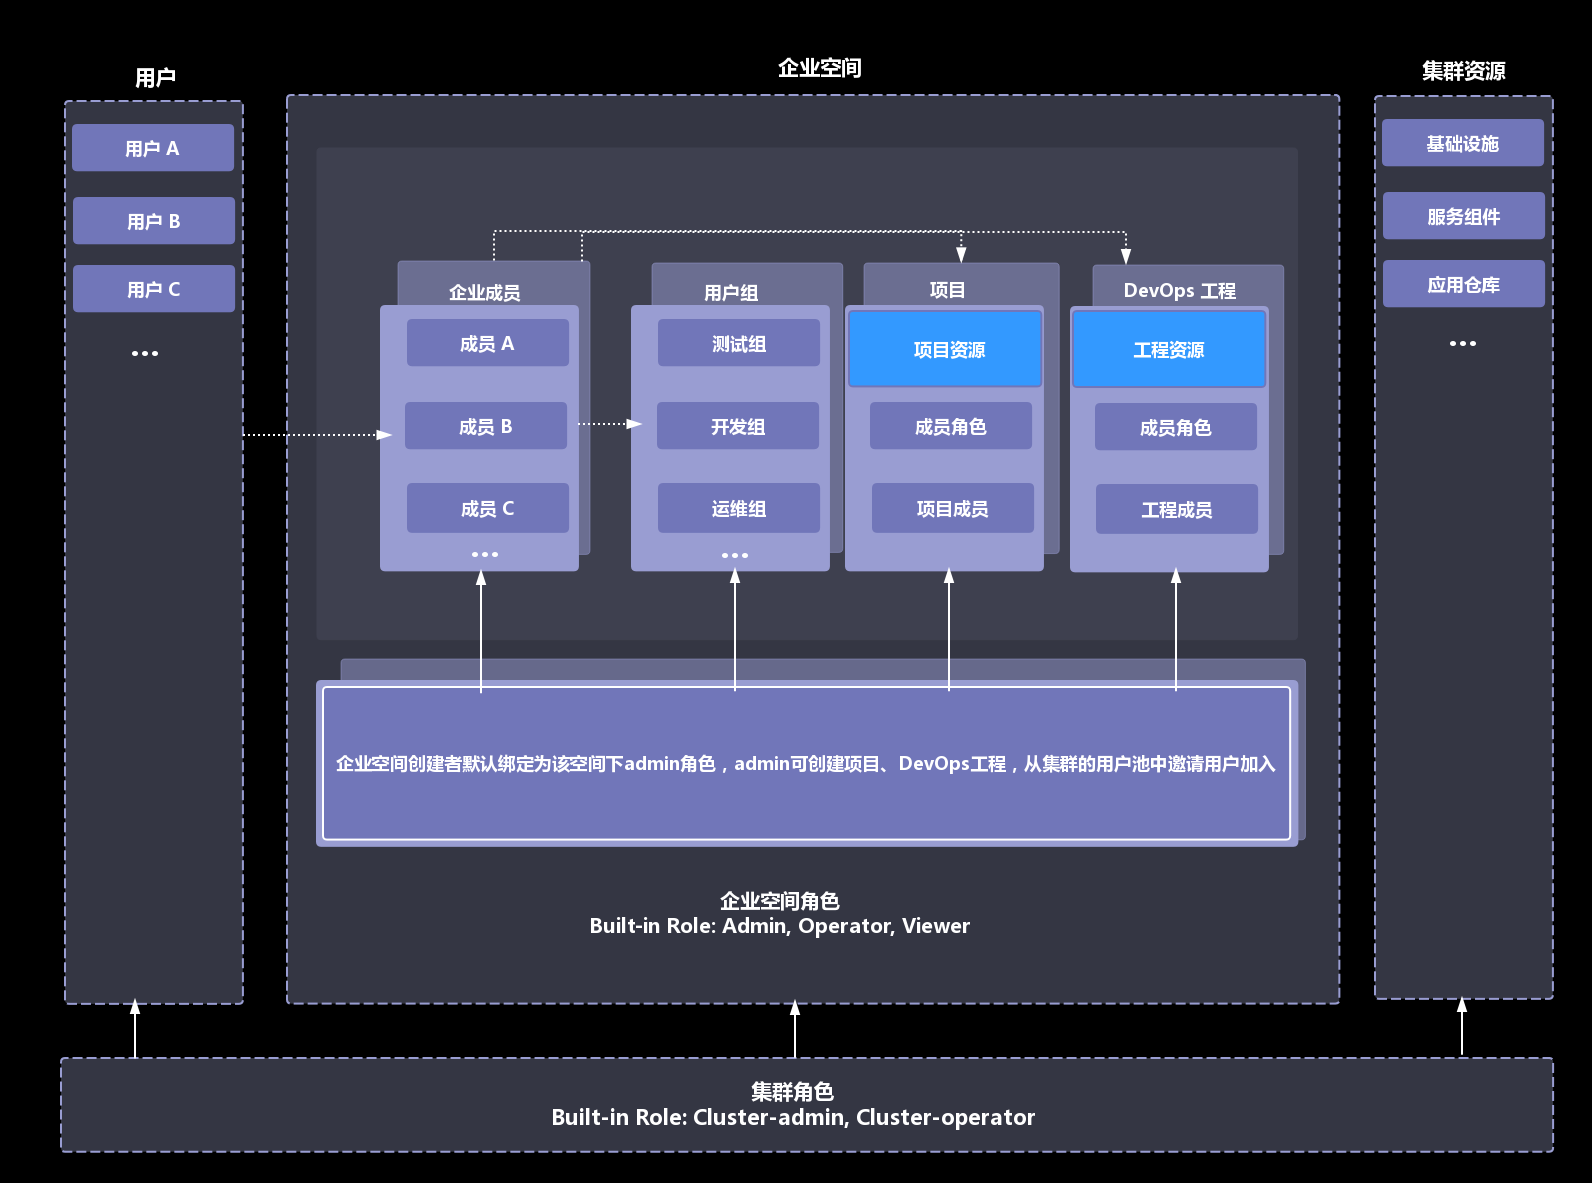 用户
用户 A
用户 B
用户 C
...
企业空间
企业成员
成员 A
成员 B
成员 C
...
用户组
测试组
开发组
运维组
...
项目
项目资源
成员角色
项目成员
DevOps 工程
工程资源
成员角色
工程成员
企业空间创建者默认绑定为该空间下admin角色，admin可创建项目、DevOps工程，从集群的用户池中邀请用户加入
企业空间角色
Built-in Role: Admin, Operator, Viewer
集群资源
基础设施
服务组件
应用仓库
...
集群角色
Built-in Role: Cluster-admin, Cluster-operator